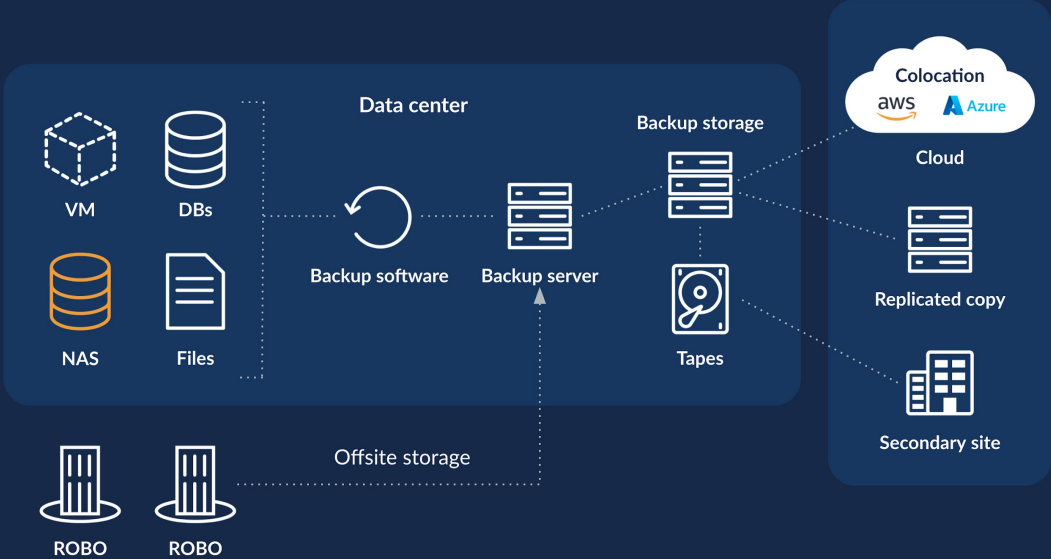 Data center
VM
DBs
NAS
Files
Backup software
Backup server
Backup storage
Tapes
Colocation
aws
Azure
Cloud
Replicated copy
Secondary site
Offsite storage
ROBO
ROBO